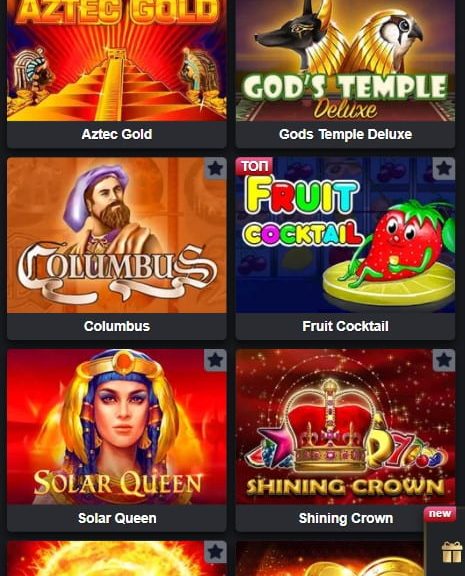 AZTEC GOLD
GOD'S TEMPLE
Deluxe
Aztec Gold
Gods Temple Deluxe
COLUMBUS
ТОП
FRUIT
COCKTAIL
Columbus
Fruit Cocktail
SOLAR QUEEN
SHINING CROWN
Solar Queen
Shining Crown
new